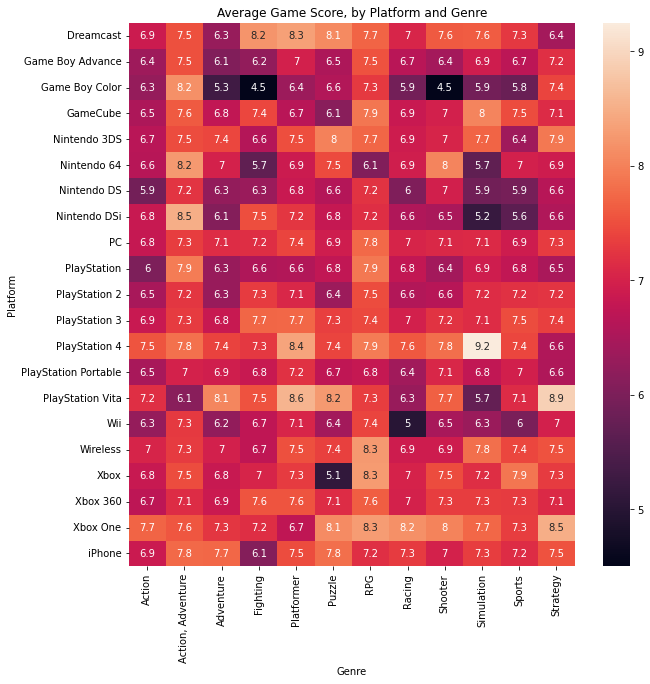 Average Game Score, by Platform and Genre
Platform
Dreamcast 6.9 7.5 6.3 8.2 8.3 8.1 7.7 7 7.6 7.6 7.3 6.4
Game Boy Advance 6.4 7.5 6.1 6.2 7 6.5 7.5 6.7 6.4 6.9 6.7 7.2
Game Boy Color 6.3 8.2 5.3 4.5 6.4 6.6 7.3 5.9 4.5 5.9 5.8 7.4
GameCube 6.5 7.6 6.8 7.4 6.7 6.1 7.9 6.9 7 8 7.5 7.1
Nintendo 3DS 6.7 7.5 7.4 6.6 7.5 8 7.7 6.9 7 7.7 6.4 7.9
Nintendo 64 6.6 8.2 7 5.7 6.9 7.5 6.1 6.9 8 5.7 7 6.9
Nintendo DS 5.9 7.2 6.3 6.3 6.8 6.6 7.2 6 7 5.9 5.9 6.6
Nintendo DSi 6.8 8.5 6.1 7.5 7.2 6.8 7.2 6.6 6.5 5.2 5.6 6.6
PC 6.8 7.3 7.1 7.2 7.4 6.9 7.8 7 7.1 7.1 6.9 7.3
PlayStation 6 7.9 6.3 6.6 6.6 6.8 7.9 6.8 6.4 6.9 6.8 6.5
PlayStation 2 6.5 7.2 6.3 7.3 7.1 6.4 7.5 6.6 6.6 7.2 7.2 7.2
PlayStation 3 6.9 7.3 6.8 7.7 7.7 7.3 7.4 7 7.2 7.1 7.5 7.4
PlayStation 4 7.5 7.8 7.4 7.3 8.4 7.4 7.9 7.6 7.8 9.2 7.4 6.6
PlayStation Portable 6.5 7 6.9 6.8 7.2 6.7 6.8 6.4 7.1 6.8 7 6.6
PlayStation Vita 7.2 6.1 8.1 7.5 8.6 8.2 7.3 6.3 7.7 5.7 7.1 8.9
Wii 6.3 7.3 6.2 6.7 7.1 6.4 7.4 5 6.5 6.3 6 7
Wireless 7 7.3 7 6.7 7.5 7.4 8.3 6.9 6.9 7.8 7.4 7.5
Xbox 6.8 7.5 6.8 7 7.3 5.1 8.3 7 7.5 7.2 7.9 7.3
Xbox 360 6.7 7.1 6.9 7.6 7.6 7.1 7.6 7 7.3 7.3 7.3 7.1
Xbox One 7.7 7.6 7.3 7.2 6.7 8.1 8.3 8.2 8 7.7 7.3 8.5
iPhone 6.9 7.8 7.7 6.1 7.5 7.8 7.2 7.3 7 7.3 7.2 7.5
Action
Action, Adventure
Adventure
Fighting
Platformer
Puzzle
RPG
Racing
Shooter
Simulation
Sports
Strategy
Genre
9
8
7
6
5